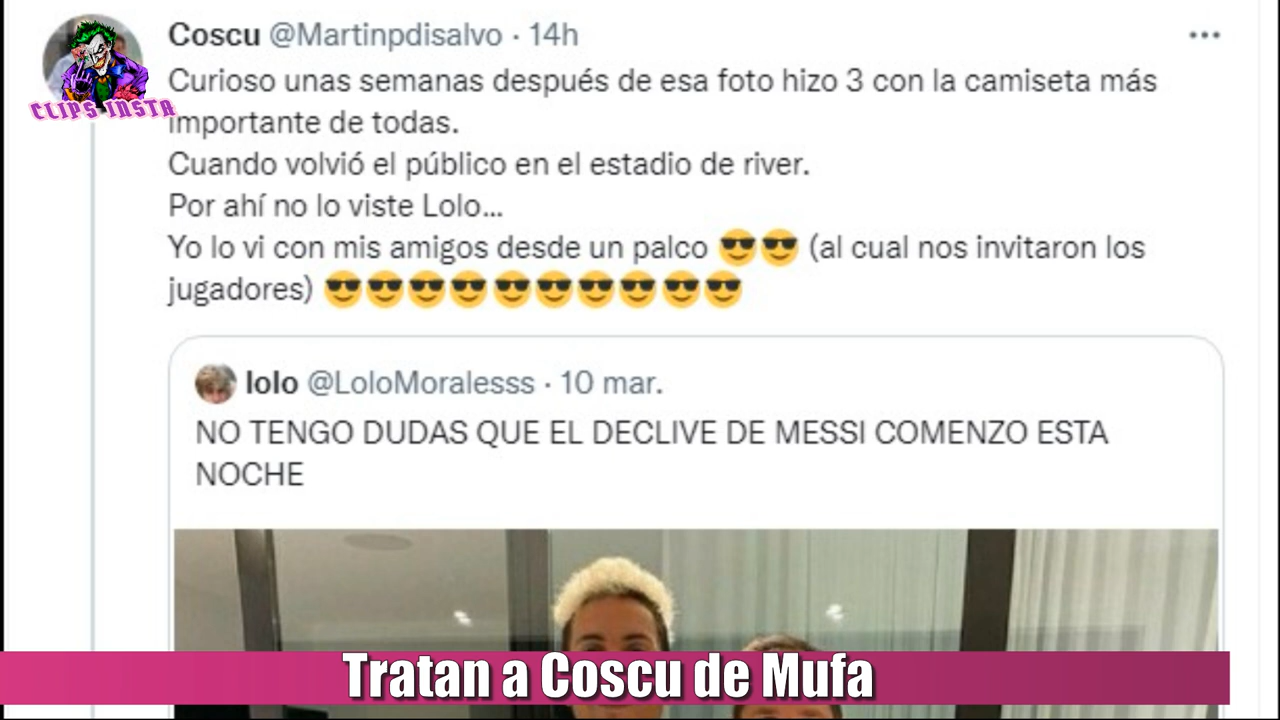 Coscu @Martinpdisalvo · 14h
Curioso unas semanas después de esa foto hizo 3 con la camiseta más
importante de todas.
Cuando volvió el público en el estadio de river.
Por ahí no lo viste Lolo...
Yo lo vi con mis amigos desde un palco 😎😎 (al cual nos invitaron los
jugadores) 😎😎😎😎😎😎😎😎😎😎
CLIPS INSTA
lolo @LoloMoralesss · 10 mar.
NO TENGO DUDAS QUE EL DECLIVE DE MESSI COMENZO ESTA
NOCHE
Tratan a Coscu de Mufa